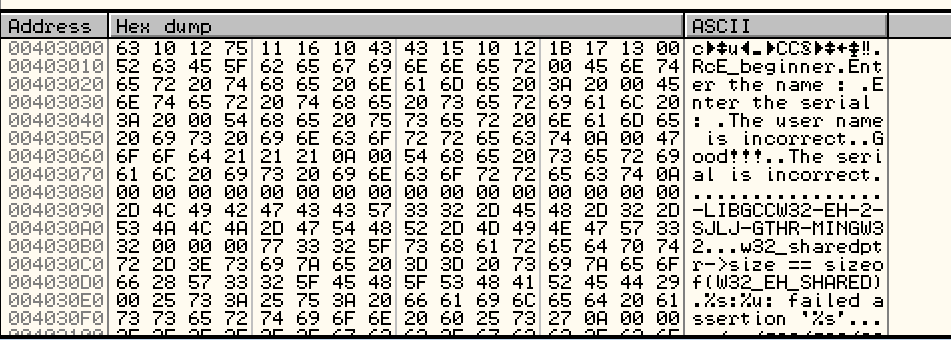 Address Hex dump ASCII
00403000 63 10 12 75 11 16 10 43 43 15 10 12 1B 17 13 00 c►↕u◄▬►CC§►↕←↨‼.
00403010 52 63 45 5F 62 65 67 69 6E 6E 65 72 00 45 6E 74 RcE_beginner.Ent
00403020 65 72 20 74 68 65 20 6E 61 6D 65 20 3A 20 00 45 er the name : .E
00403030 6E 74 65 72 20 74 68 65 20 73 65 72 69 61 6C 20 nter the serial
00403040 3A 20 00 54 68 65 20 75 73 65 72 20 6E 61 6D 65 : .The user name
00403050 20 69 73 20 69 6E 63 6F 72 72 65 63 74 0A 00 47 is incorrect..G
00403060 6F 6F 64 21 21 21 0A 00 54 68 65 20 73 65 72 69 ood!!!..The seri
00403070 61 6C 20 69 73 20 69 6E 63 6F 72 72 65 63 74 0A al is incorrect.
00403080 00 00 00 00 00 00 00 00 00 00 00 00 00 00 00 00 ................
00403090 2D 4C 49 42 47 43 43 57 33 32 2D 45 48 2D 32 2D -LIBGCCW32-EH-2-
004030A0 53 4A 4C 4A 2D 47 54 48 52 2D 4D 49 4E 47 57 33 SJLJ-GTHR-MINGW3
004030B0 32 00 00 00 77 33 32 5F 73 68 61 72 65 64 70 74 2...w32_sharedpt
004030C0 72 2D 3E 73 69 7A 65 20 3D 3D 20 73 69 7A 65 6F r->size == sizeo
004030D0 66 28 57 33 32 5F 45 48 5F 53 48 41 52 45 44 29 f(W32_EH_SHARED)
004030E0 00 25 73 3A 25 75 3A 20 66 61 69 6C 65 64 20 61 .%s:%u: failed a
004030F0 73 73 65 72 74 69 6F 6E 20 60 25 73 27 0A 00 00 ssertion `%s'...